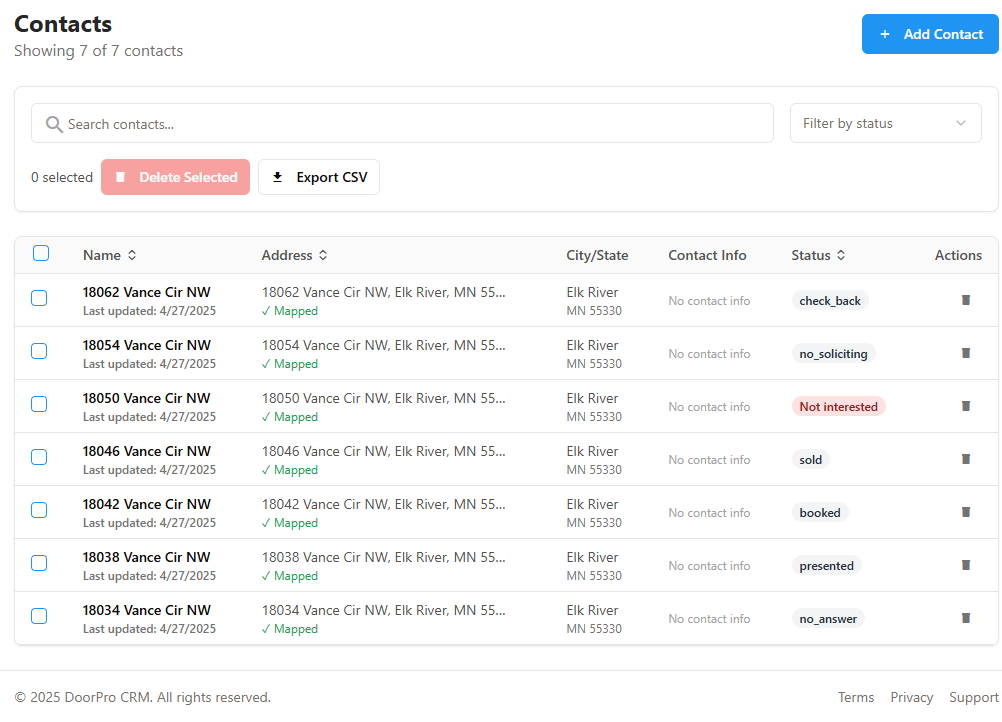 Contacts
Showing 7 of 7 contacts
+ Add Contact
Search contacts...
Filter by status
0 selected
Delete Selected
Export CSV
Name Address City/State Contact Info Status Actions
18062 Vance Cir NW 18062 Vance Cir NW, Elk River, MN 55... Elk River No contact info check_back
Last updated: 4/27/2025 ✓ Mapped MN 55330
18054 Vance Cir NW 18054 Vance Cir NW, Elk River, MN 55... Elk River No contact info no_soliciting
Last updated: 4/27/2025 ✓ Mapped MN 55330
18050 Vance Cir NW 18050 Vance Cir NW, Elk River, MN 55... Elk River No contact info Not interested
Last updated: 4/27/2025 ✓ Mapped MN 55330
18046 Vance Cir NW 18046 Vance Cir NW, Elk River, MN 55... Elk River No contact info sold
Last updated: 4/27/2025 ✓ Mapped MN 55330
18042 Vance Cir NW 18042 Vance Cir NW, Elk River, MN 55... Elk River No contact info booked
Last updated: 4/27/2025 ✓ Mapped MN 55330
18038 Vance Cir NW 18038 Vance Cir NW, Elk River, MN 55... Elk River No contact info presented
Last updated: 4/27/2025 ✓ Mapped MN 55330
18034 Vance Cir NW 18034 Vance Cir NW, Elk River, MN 55... Elk River No contact info no_answer
Last updated: 4/27/2025 ✓ Mapped MN 55330
© 2025 DoorPro CRM. All rights reserved. Terms Privacy Support